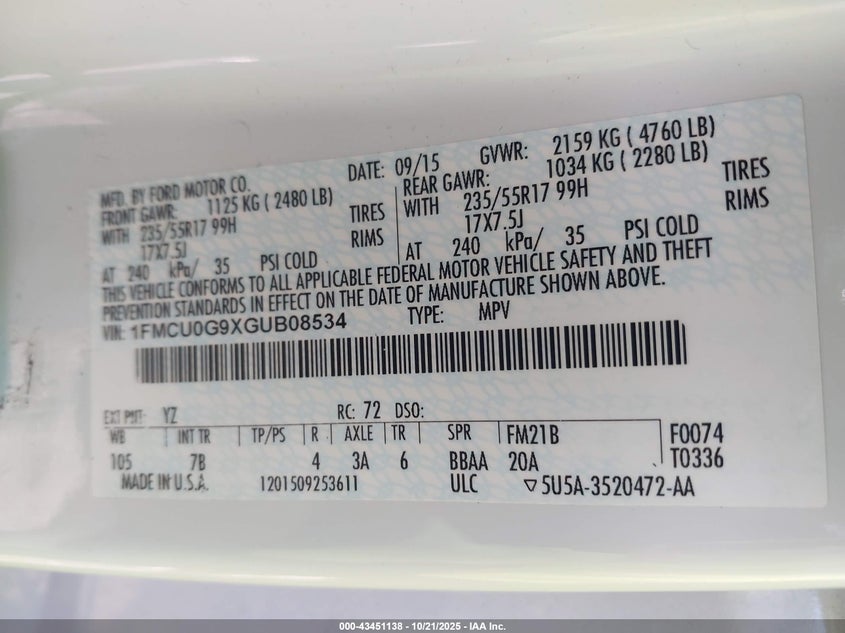 MFD. BY FORD MOTOR CO. DATE: 09/15 GVWR: 2159 KG ( 4760 LB)
FRONT GAWR: 1125 KG ( 2480 LB) REAR GAWR: 1034 KG ( 2280 LB)
WITH 235/55R17 99H TIRES WITH 235/55R17 99H TIRES
17X7.5J RIMS 17X7.5J RIMS
AT 240 kPa/ 35 PSI COLD AT 240 kPa/ 35 PSI COLD
THIS VEHICLE CONFORMS TO ALL APPLICABLE FEDERAL MOTOR VEHICLE SAFETY AND THEFT
PREVENTION STANDARDS IN EFFECT ON THE DATE OF MANUFACTURE SHOWN ABOVE.
VIN: 1FMCU0G9XGUB08534 TYPE: MPV
EXT PNT: YZ RC: 72 DSO:
WB INT TR TP/PS R AXLE TR SPR FM21B F0074
105 7B 4 3A 6 BBAA 20A T0336
MADE IN U.S.A. 1201509253611 ULC ▽5U5A-3520472-AA
000-43451138 - 10/21/2025 - IAA Inc.